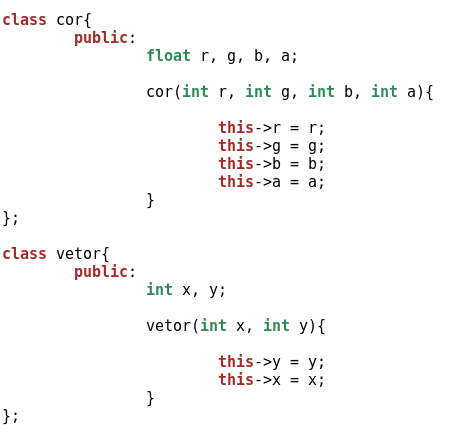 class cor{
        public:
                float r, g, b, a;

                cor(int r, int g, int b, int a){

                        this->r = r;
                        this->g = g;
                        this->b = b;
                        this->a = a;
                }
};

class vetor{
        public:
                int x, y;

                vetor(int x, int y){

                        this->y = y;
                        this->x = x;
                }
};